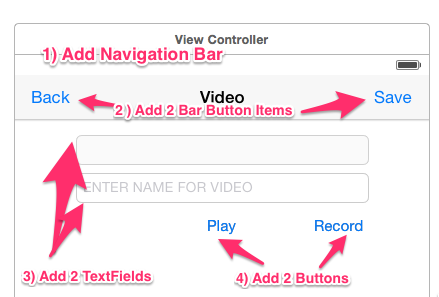 View Controller
1) Add Navigation Bar
Back Video Save
2 ) Add 2 Bar Button Items
ENTER NAME FOR VIDEO
Play Record
3) Add 2 TextFields 4) Add 2 Buttons